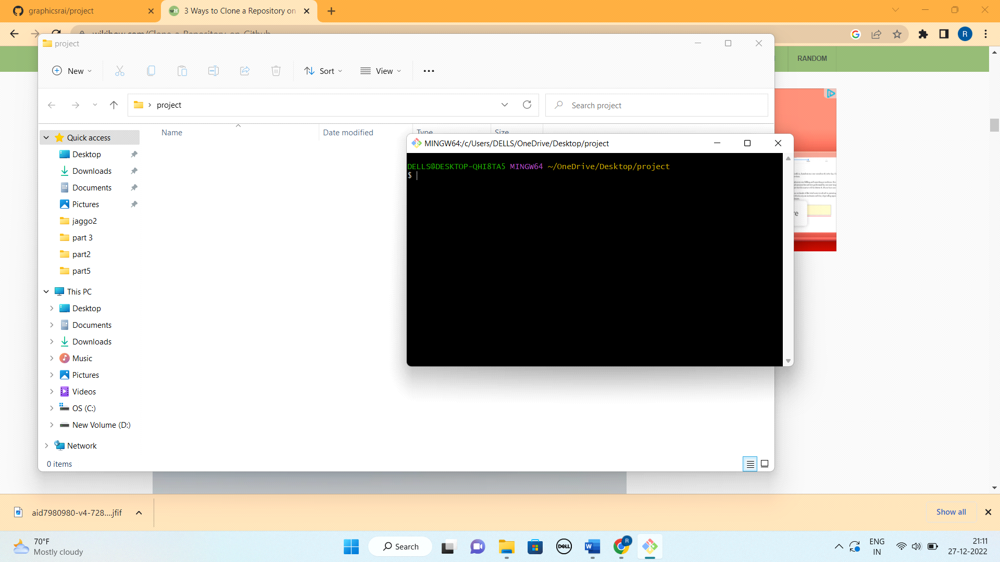 graphicsrai/project
3 Ways to Clone a Repository on
wikihow.com/Clone-a-Repository-on-Github
RANDOM
project
New
Sort
View
project
Search project
Name
Date modified
Type
Size
Quick access
Desktop
Downloads
Documents
Pictures
jaggo2
part 3
part2
part5
This PC
Desktop
Documents
Downloads
Music
Pictures
Videos
OS (C:)
New Volume (D:)
Network
0 items
MINGW64:/c/Users/DELLS/OneDrive/Desktop/project
DELLS@DESKTOP-QHI8TA5 MINGW64 ~/OneDrive/Desktop/project
$
aid7980980-v4-728....jfif
Show all
70°F
Mostly cloudy
Search
DELL
W
R
R
ENG
IN
21:11
27-12-2022